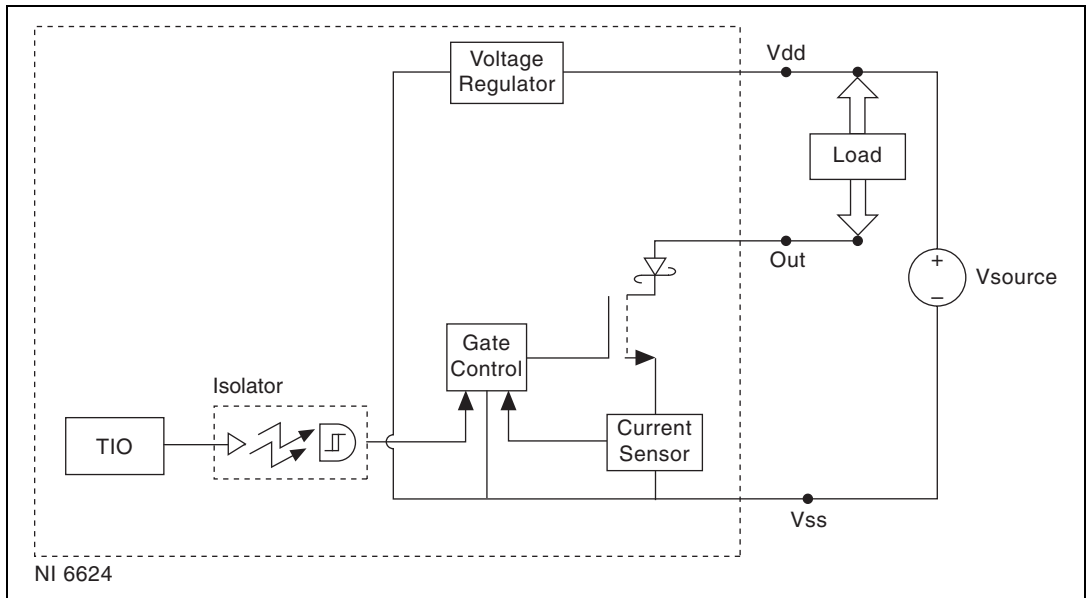 Voltage
Regulator
Vdd
Load
Out
+
–
Vsource
Gate
Control
Isolator
TIO
Current
Sensor
Vss
NI 6624